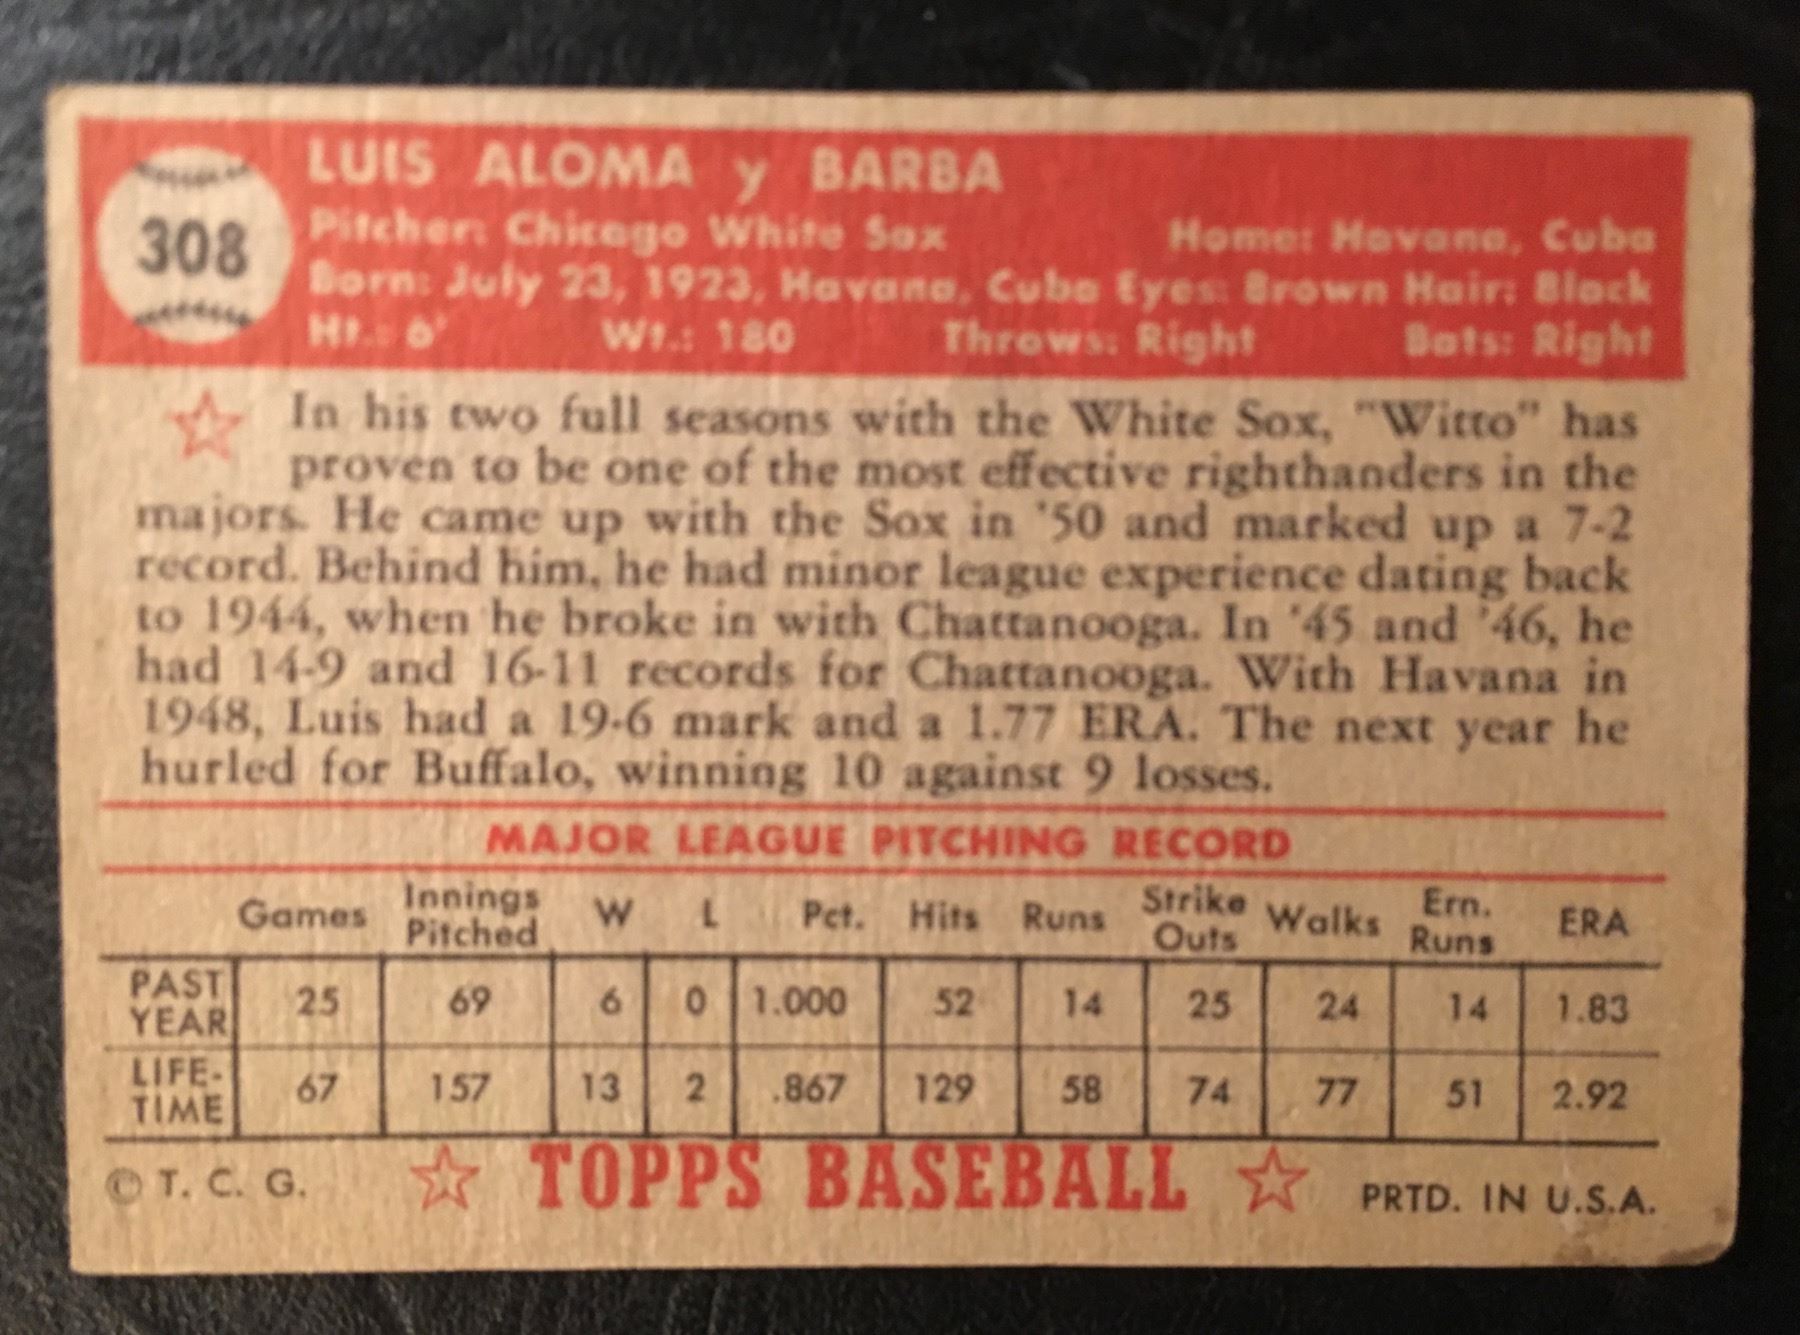 308
LUIS ALOMA y BARBA
Pitcher: Chicago White Sox Home: Havana, Cuba
Born: July 23, 1923, Havana, Cuba Eyes: Brown Hair: Black
Ht.: 6' Wt.: 180 Throws: Right Bats: Right
In his two full seasons with the White Sox, "Witto" has
proven to be one of the most effective righthanders in the
majors. He came up with the Sox in '50 and marked up a 7-2
record. Behind him, he had minor league experience dating back
to 1944, when he broke in with Chattanooga. In '45 and '46, he
had 14-9 and 16-11 records for Chattanooga. With Havana in
1948, Luis had a 19-6 mark and a 1.77 ERA. The next year he
hurled for Buffalo, winning 10 against 9 losses.
MAJOR LEAGUE PITCHING RECORD
Games Innings Pitched W L Pct. Hits Runs Strike Outs Walks Ern. Runs ERA
PAST YEAR 25 69 6 0 1.000 52 14 25 24 14 1.83
LIFE-TIME 67 157 13 2 .867 129 58 74 77 51 2.92
© T. C. G. TOPPS BASEBALL PRTD. IN U.S.A.